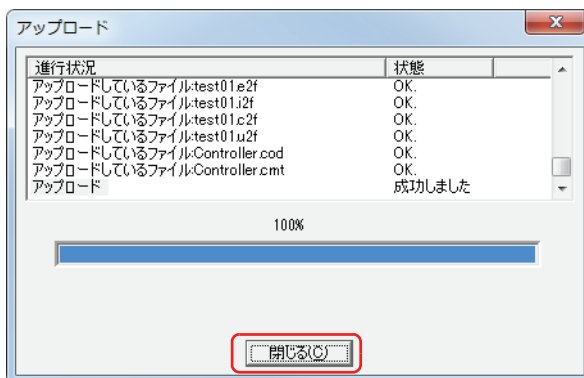 アップロード
進行状況 状態
アップロードしているファイル:test01.e2f OK.
アップロードしているファイル:test01.i2f OK.
アップロードしているファイル:test01.c2f OK.
アップロードしているファイル:test01.u2f OK.
アップロードしているファイル:Controller.cod OK.
アップロードしているファイル:Controller.cmt OK.
アップロード 成功しました
100%
閉じる(C)